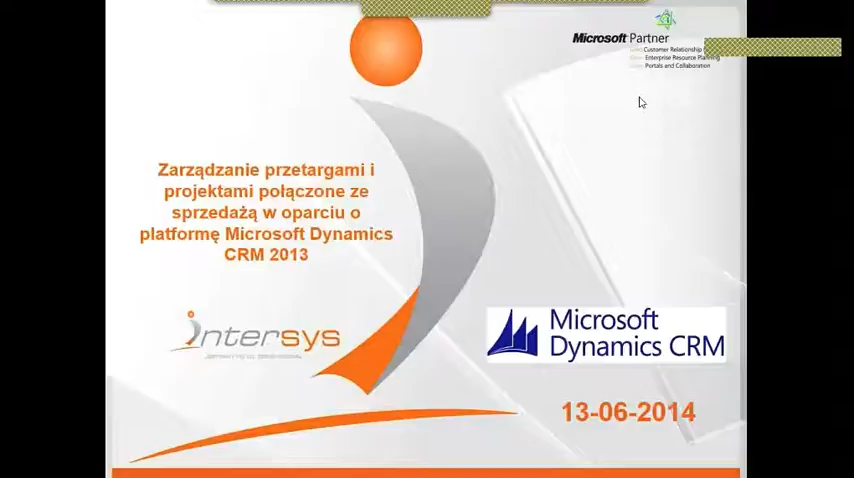 Microsoft Partner
Customer Relationship
Enterprise Resource Planning
Portals and Collaboration
Zarządzanie przetargami i
projektami połączone ze
sprzedażą w oparciu o
platformę Microsoft Dynamics
CRM 2013
intersys
Microsoft
Dynamics CRM
13-06-2014